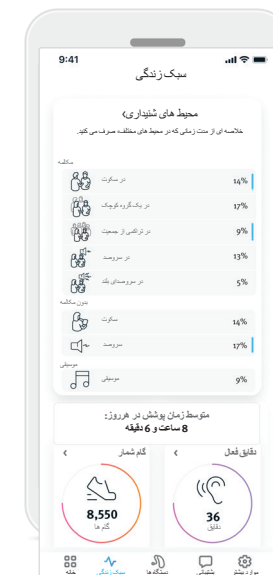 9:41
سبک زندگی
محیط های شنیداری›
خلاصه ای از مدت زمانی که در محیط های مختلف صرف می کنید.
مکالمه
در سکوت 14%
در یک گروه کوچک 17%
در تراکمی از جمعیت 9%
در سروصدا 13%
در سروصدای بلند 5%
بدون مکالمه
سکوت 14%
سروصدا 17%
موسیقی
موسیقی 9%
متوسط زمان پوشش در هرروز:
8 ساعت و 6 دقیقه
دقایق فعال ‹
گام شمار ‹
36
دقایق
8,550
گام ها
موارد بیشتر
پشتیبانی
دستگاه ها
سبک زندگی
خانه